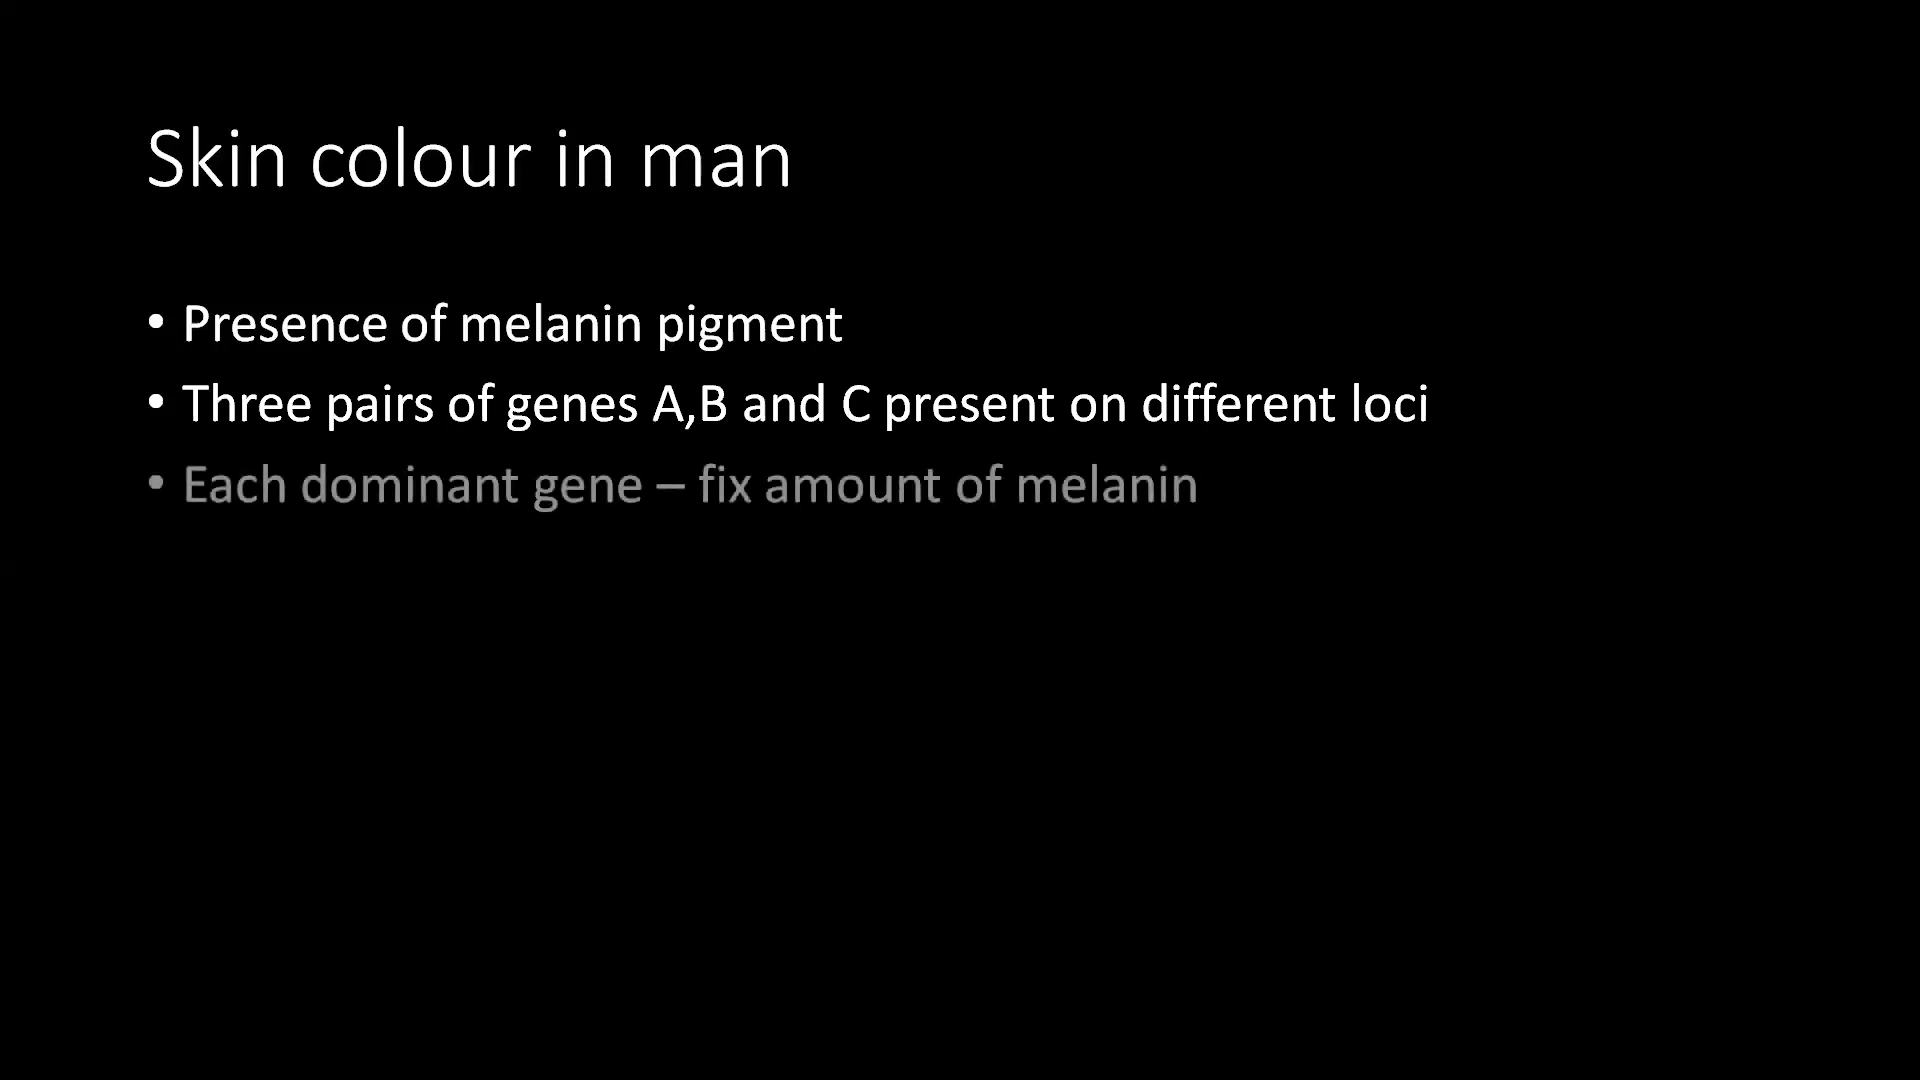 Skin colour in man
• Presence of melanin pigment
• Three pairs of genes A,B and C present on different loci
• Each dominant gene – fix amount of melanin